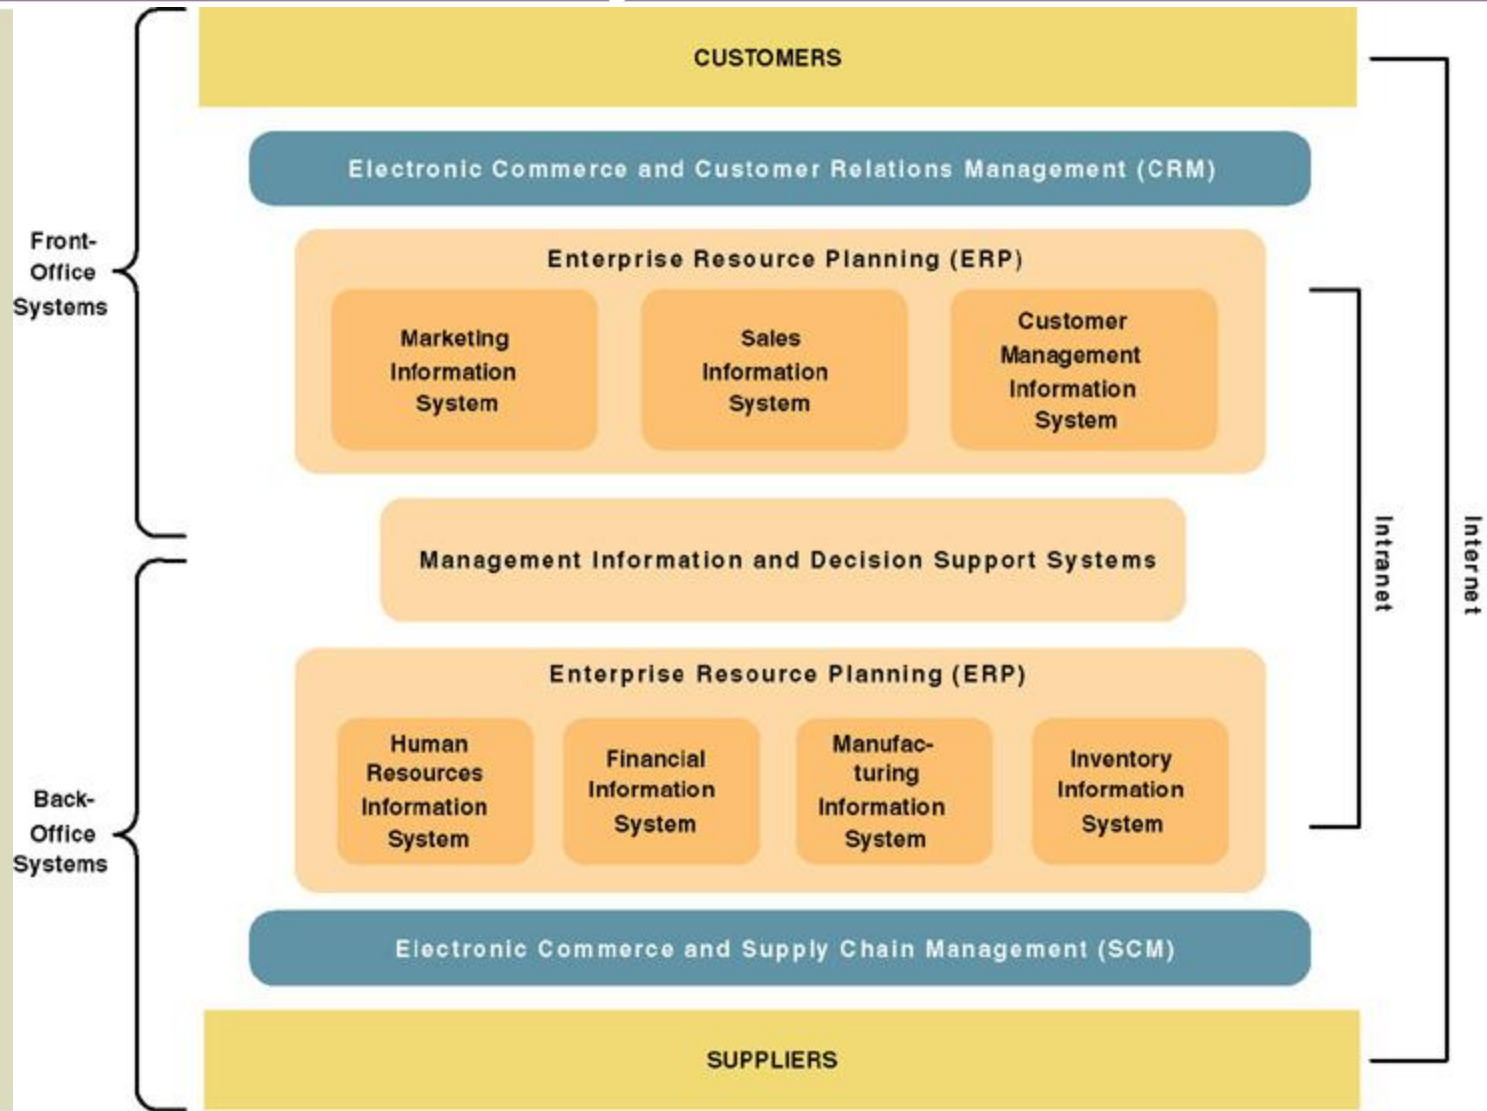 CUSTOMERS
Electronic Commerce and Customer Relations Management (CRM)
Front-
Office
Systems
Enterprise Resource Planning (ERP)
Marketing
Information
System
Sales
Information
System
Customer
Management
Information
System
Management Information and Decision Support Systems
Intranet
Internet
Enterprise Resource Planning (ERP)
Human
Resources
Information
System
Financial
Information
System
Manufac-
turing
Information
System
Inventory
Information
System
Back-
Office
Systems
Electronic Commerce and Supply Chain Management (SCM)
SUPPLIERS